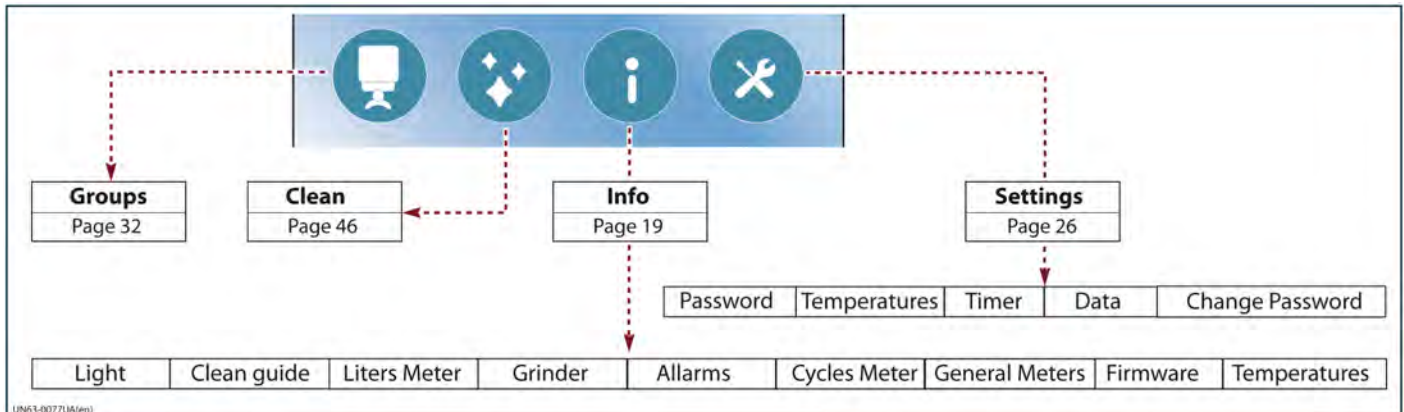 Groups
Page 32
Clean
Page 46
Info
Page 19
Settings
Page 26
Password Temperatures Timer Data Change Password
Light Clean guide Liters Meter Grinder Allarms Cycles Meter General Meters Firmware Temperatures
UN63-0077UA(en)